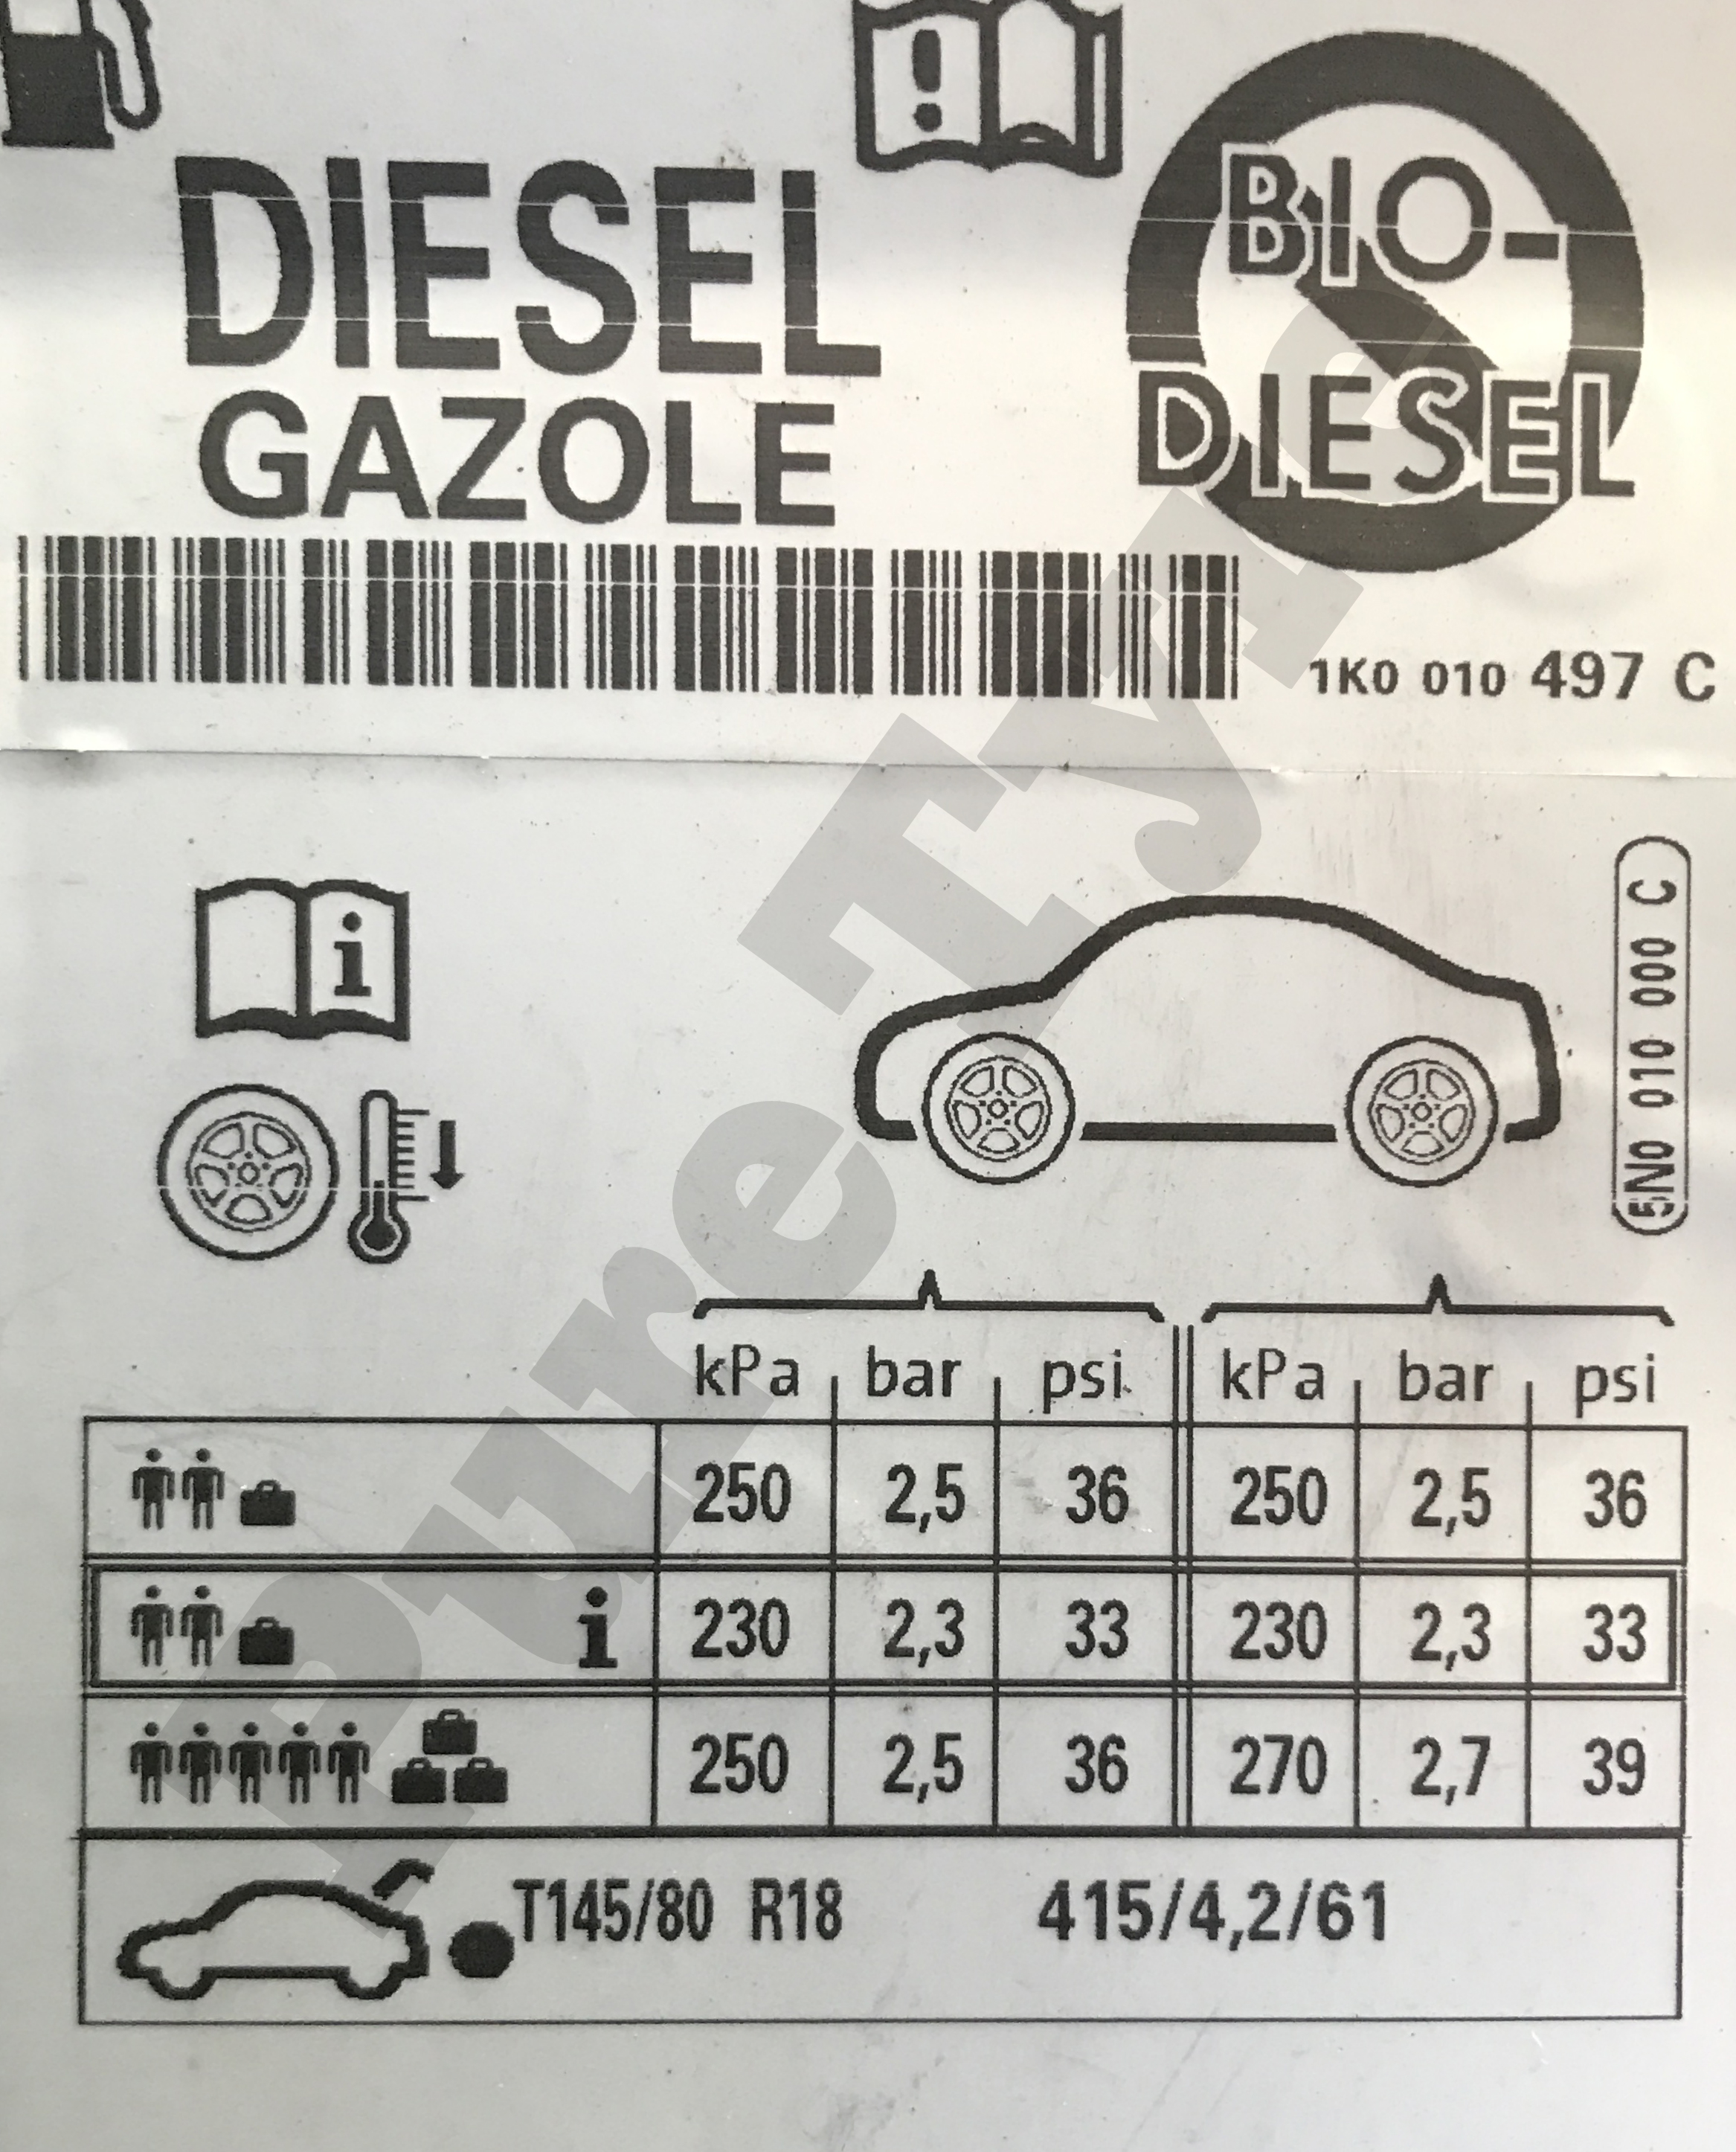 DIESEL
GAZOLE
BIO-
DIESEL
1K0 010 497 C
i
5N0 010 000 C
kPa bar psi kPa bar psi
250 2,5 36 250 2,5 36
i 230 2,3 33 230 2,3 33
250 2,5 36 270 2,7 39
T145/80 R18 415/4,2/61
PureTyre